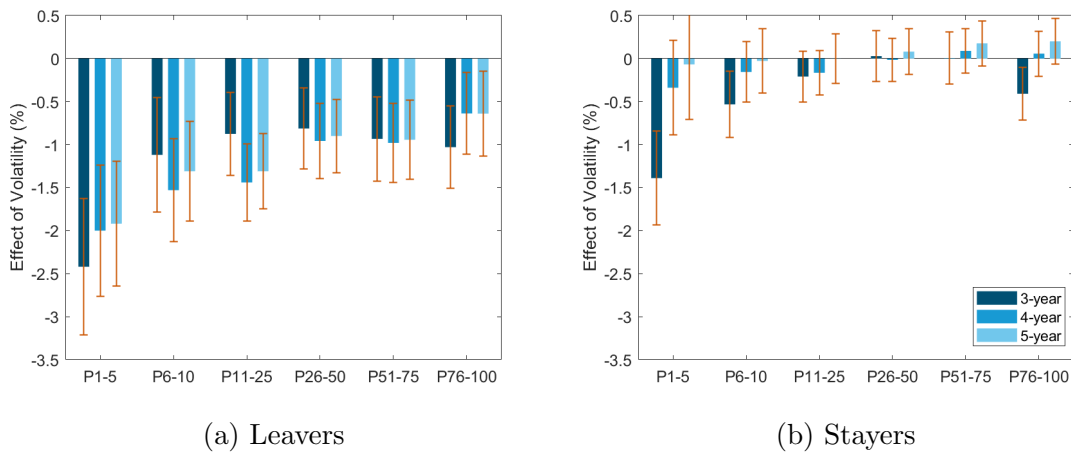 0.5
0
-0.5
-1
-1.5
-2
-2.5
-3
-3.5
Effect of Volatility (%)
P1-5 P6-10 P11-25 P26-50 P51-75 P76-100
(a) Leavers
0.5
0
-0.5
-1
-1.5
-2
-2.5
-3
-3.5
Effect of Volatility (%)
3-year
4-year
5-year
P1-5 P6-10 P11-25 P26-50 P51-75 P76-100
(b) Stayers